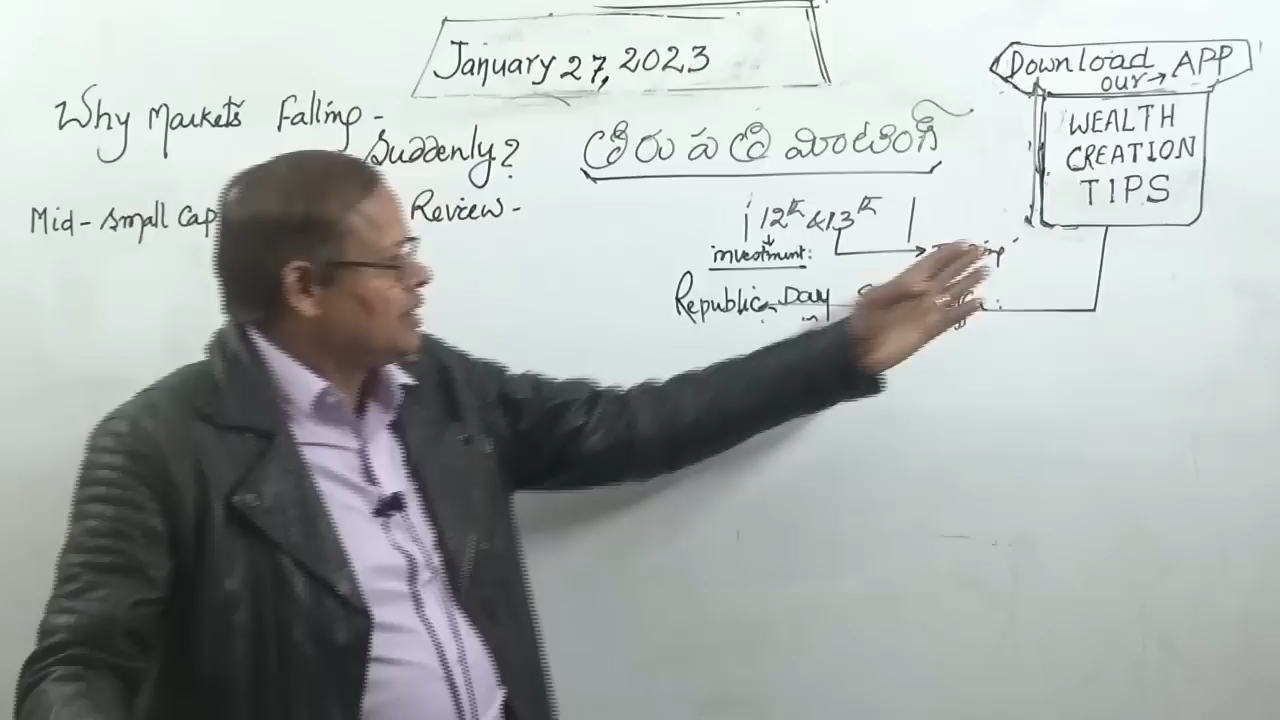 January 27, 2023
Why Markets Falling -
Suddenly?
Mid - Small Cap
Review -
తిరుపతి మీటింగ్
12th & 13th
investment:
Republic Day
Download
our → APP
WEALTH
CREATION
TIPS